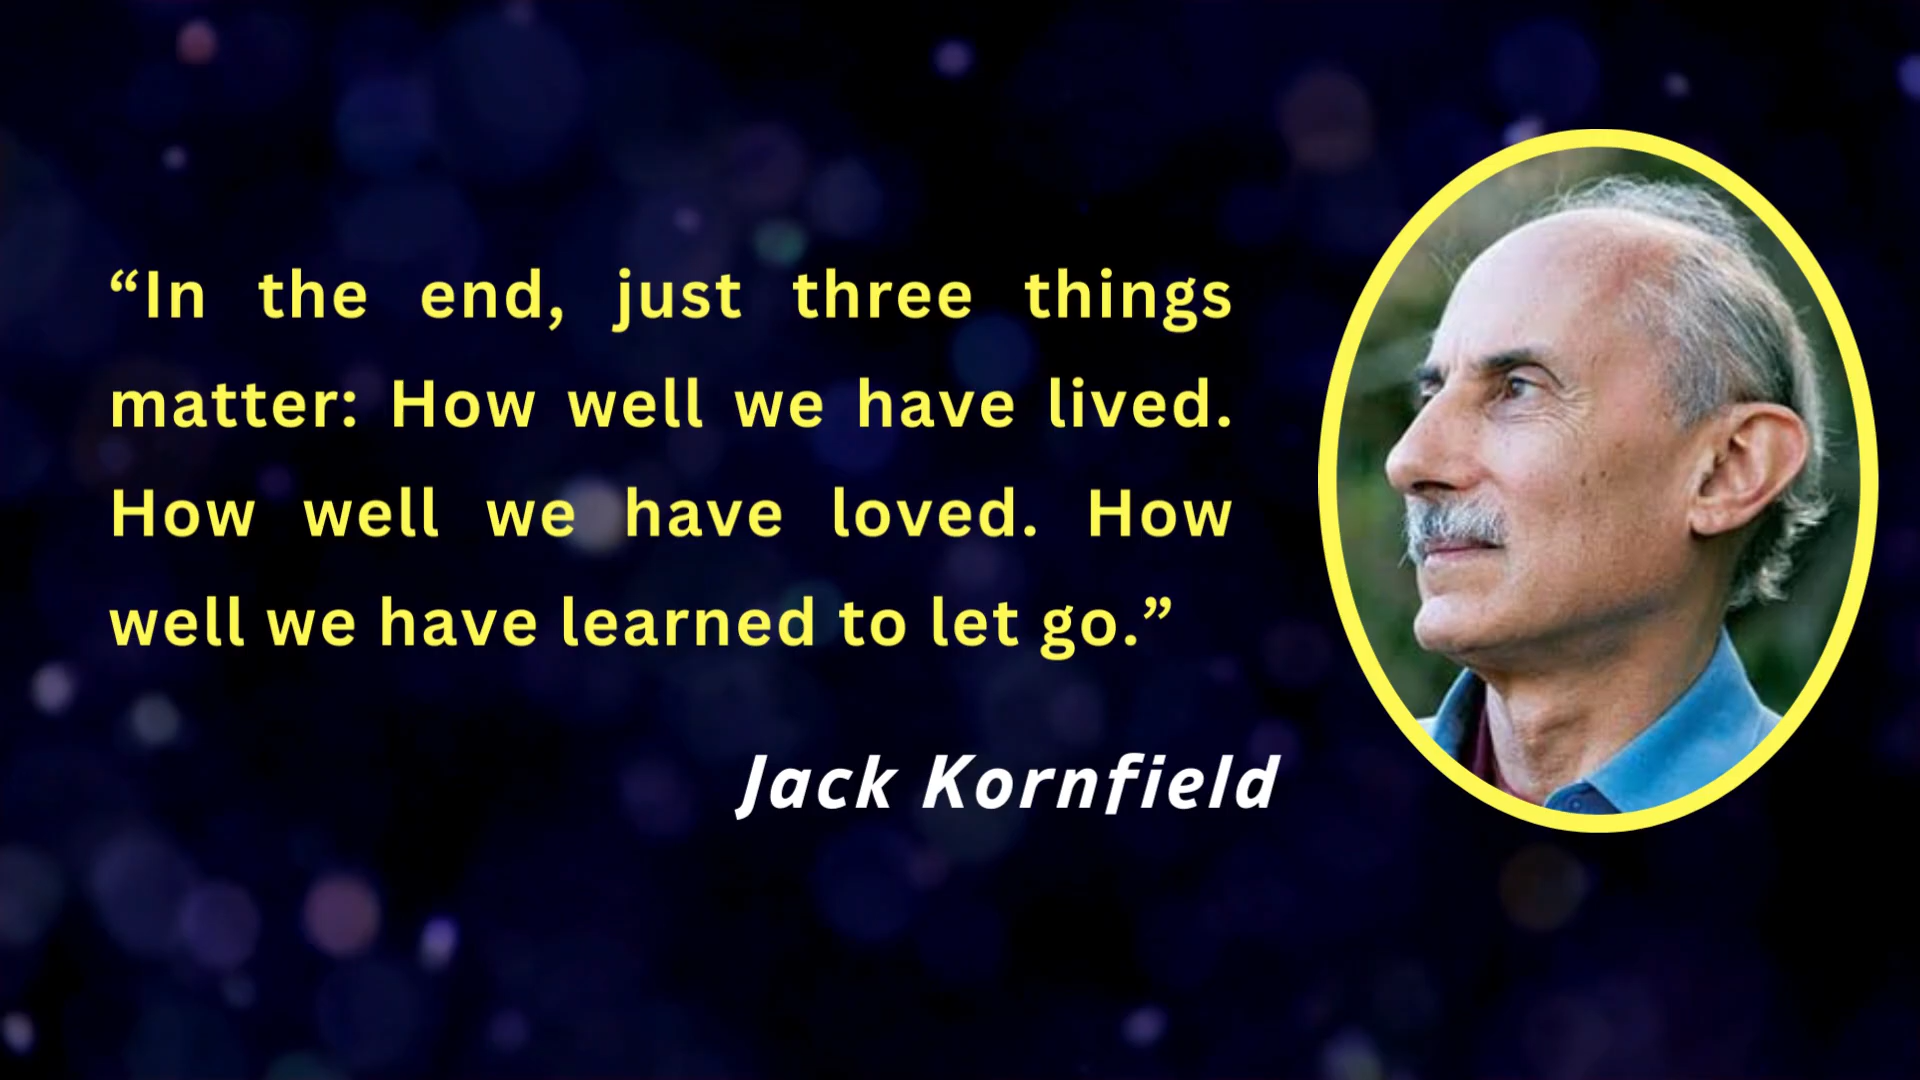 “In the end, just three things
matter: How well we have lived.
How well we have loved. How
well we have learned to let go.”
Jack Kornfield